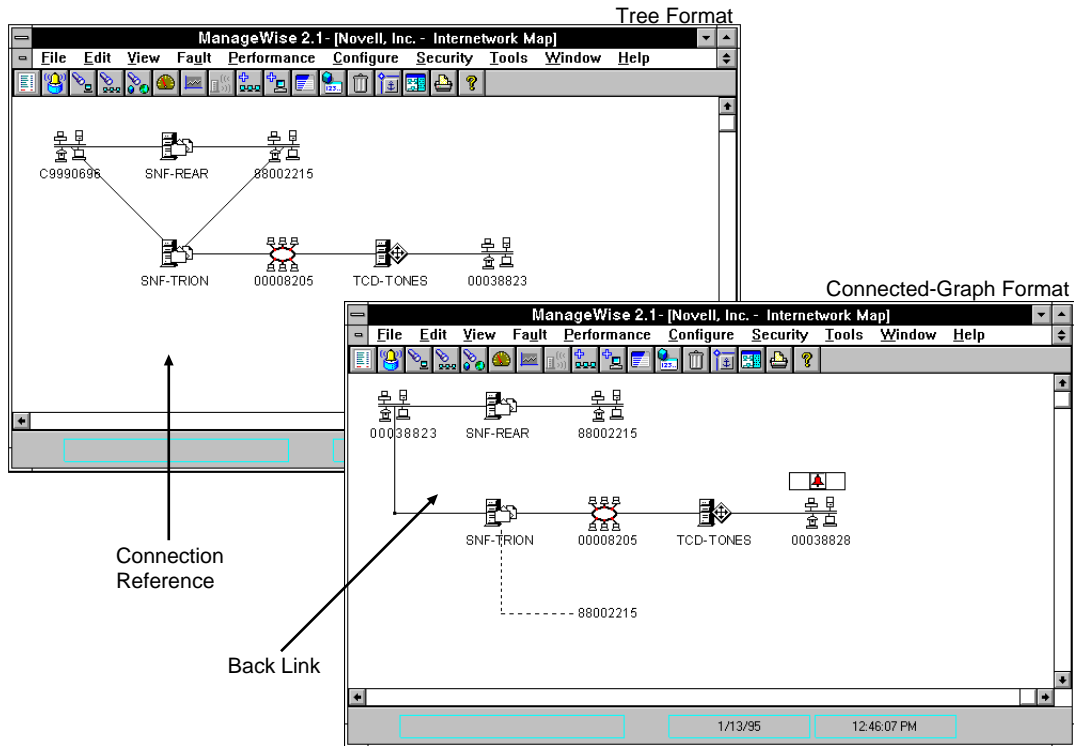 Tree Format
ManageWise 2.1- [Novell, Inc. - Internetwork Map]
File Edit View Fault Performance Configure Security Tools Window Help
123..
C9990696 SNF-REAR 88002215
SNF-TRION 00008205 TCD-TONES 00038823
Connected-Graph Format
ManageWise 2.1- [Novell, Inc. - Internetwork Map]
File Edit View Fault Performance Configure Security Tools Window Help
123..
00038823 SNF-REAR 88002215
SNF-TRION 00008205 TCD-TONES 00038828
88002215
Connection
Reference
Back Link
1/13/95 12:46:07 PM